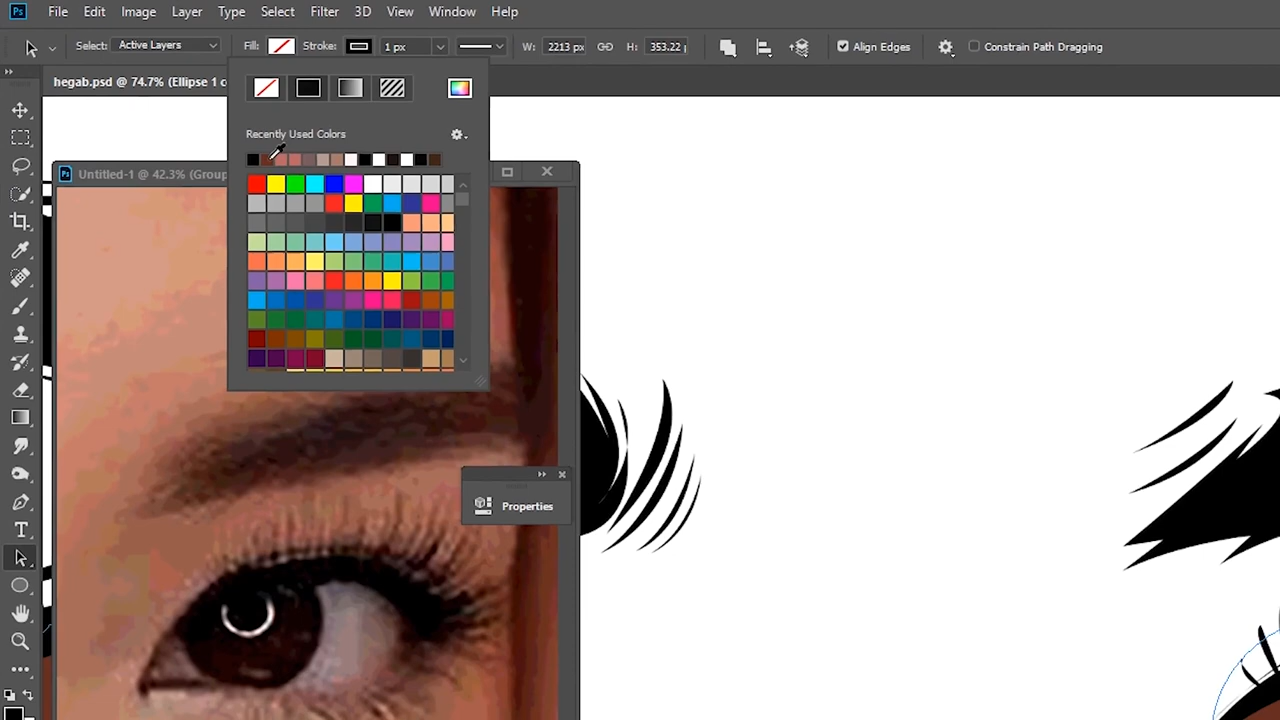 Ps File Edit Image Layer Type Select Filter 3D View Window Help
Select: Active Layers Fill: Stroke: 1 px W: 2213 px H: 353.22 Align Edges Constrain Path Dragging
hegab.psd @ 74.7% (Ellipse 1 c
Recently Used Colors
Ps Untitled-1 @ 42.3% (Group
Properties